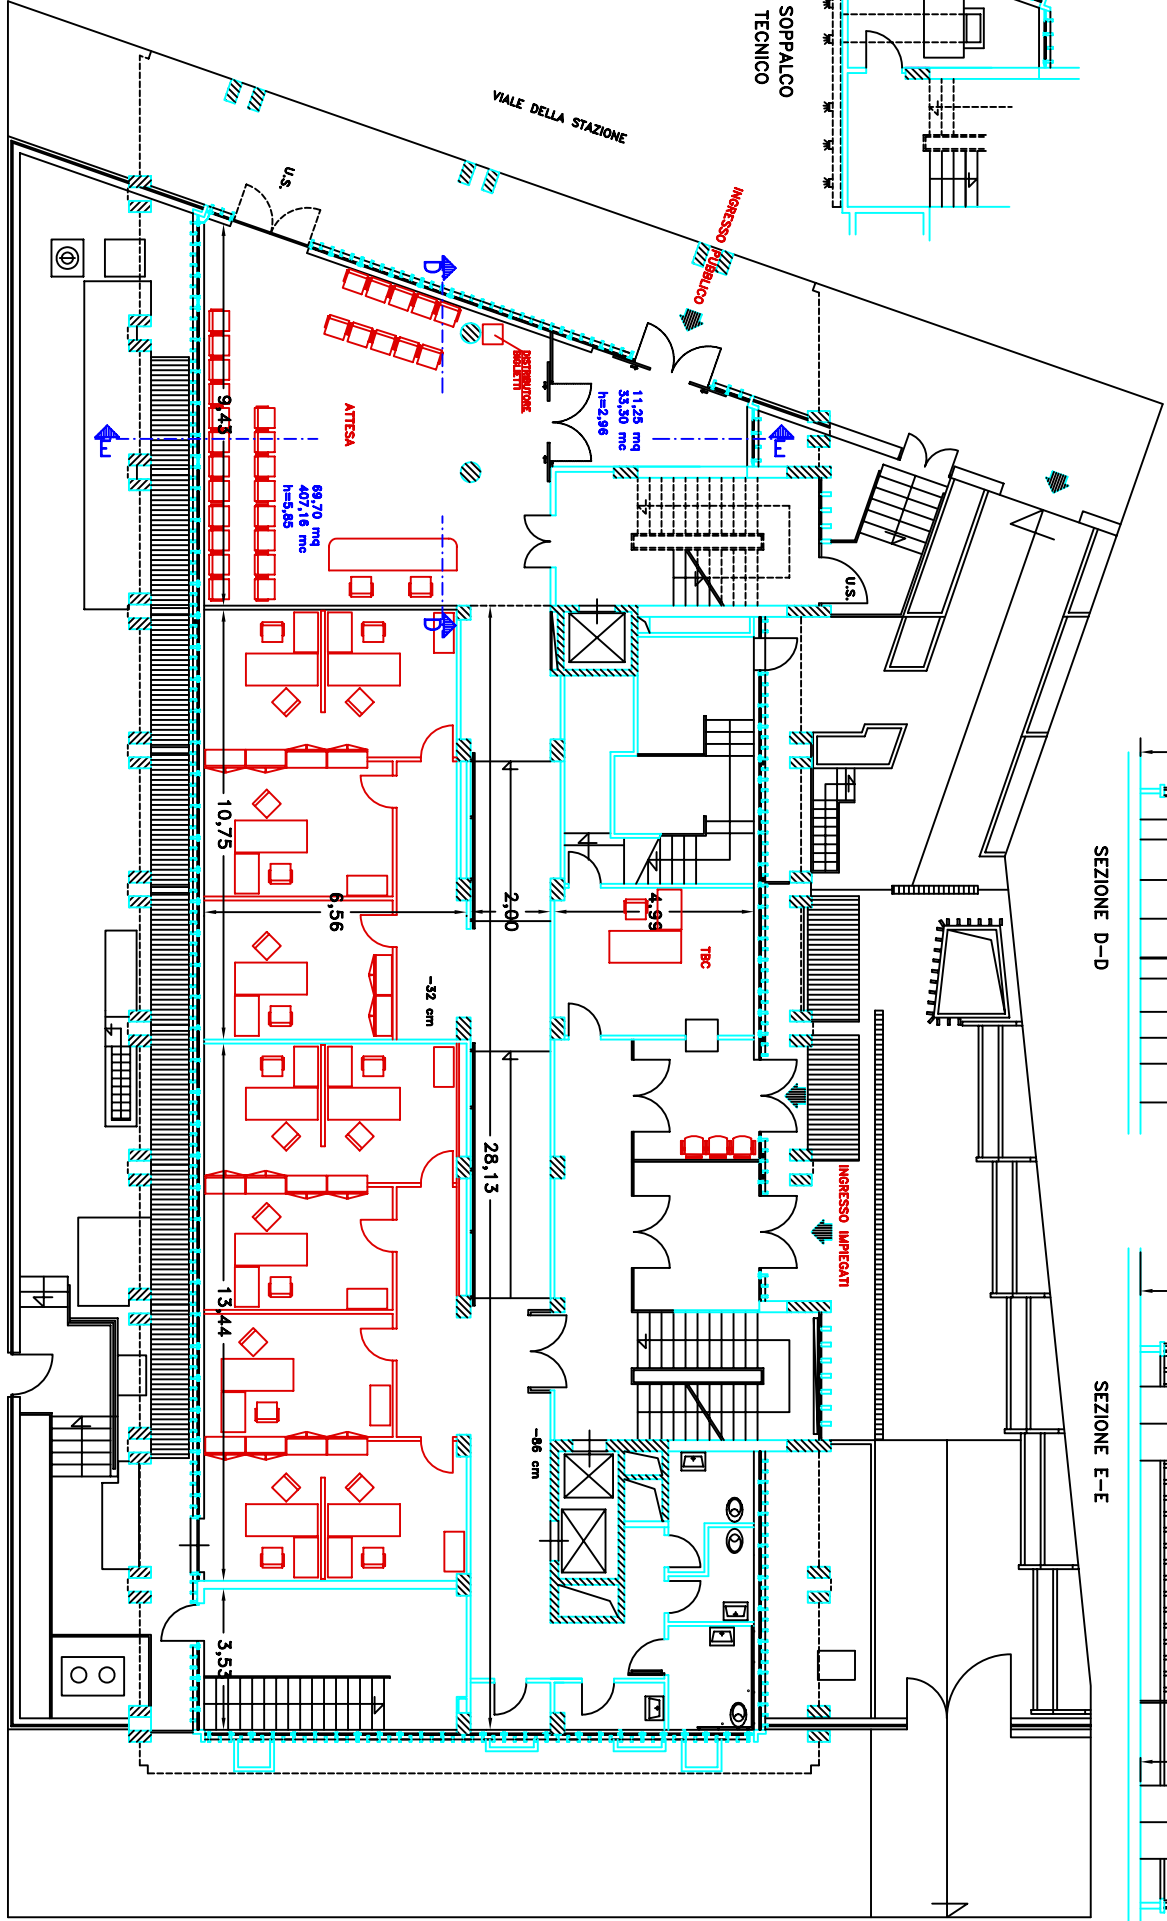 SOPPALCO
TECNICO
VIALE DELLA STAZIONE
U.S.
INGRESSO PUBBLICO
D
DISTRIBUTORE
BIGLIETTI
11,25 mq
33,30 mc
h=2,96
9,43
ATTESA
E
E
69,70 mq
407,16 mc
h=5,85
U.S.
D
10,75
6,56
2,00
4,99
TBC
-32 cm
SEZIONE D-D
28,13
INGRESSO IMPIEGATI
13,44
-86 cm
SEZIONE E-E
3,53